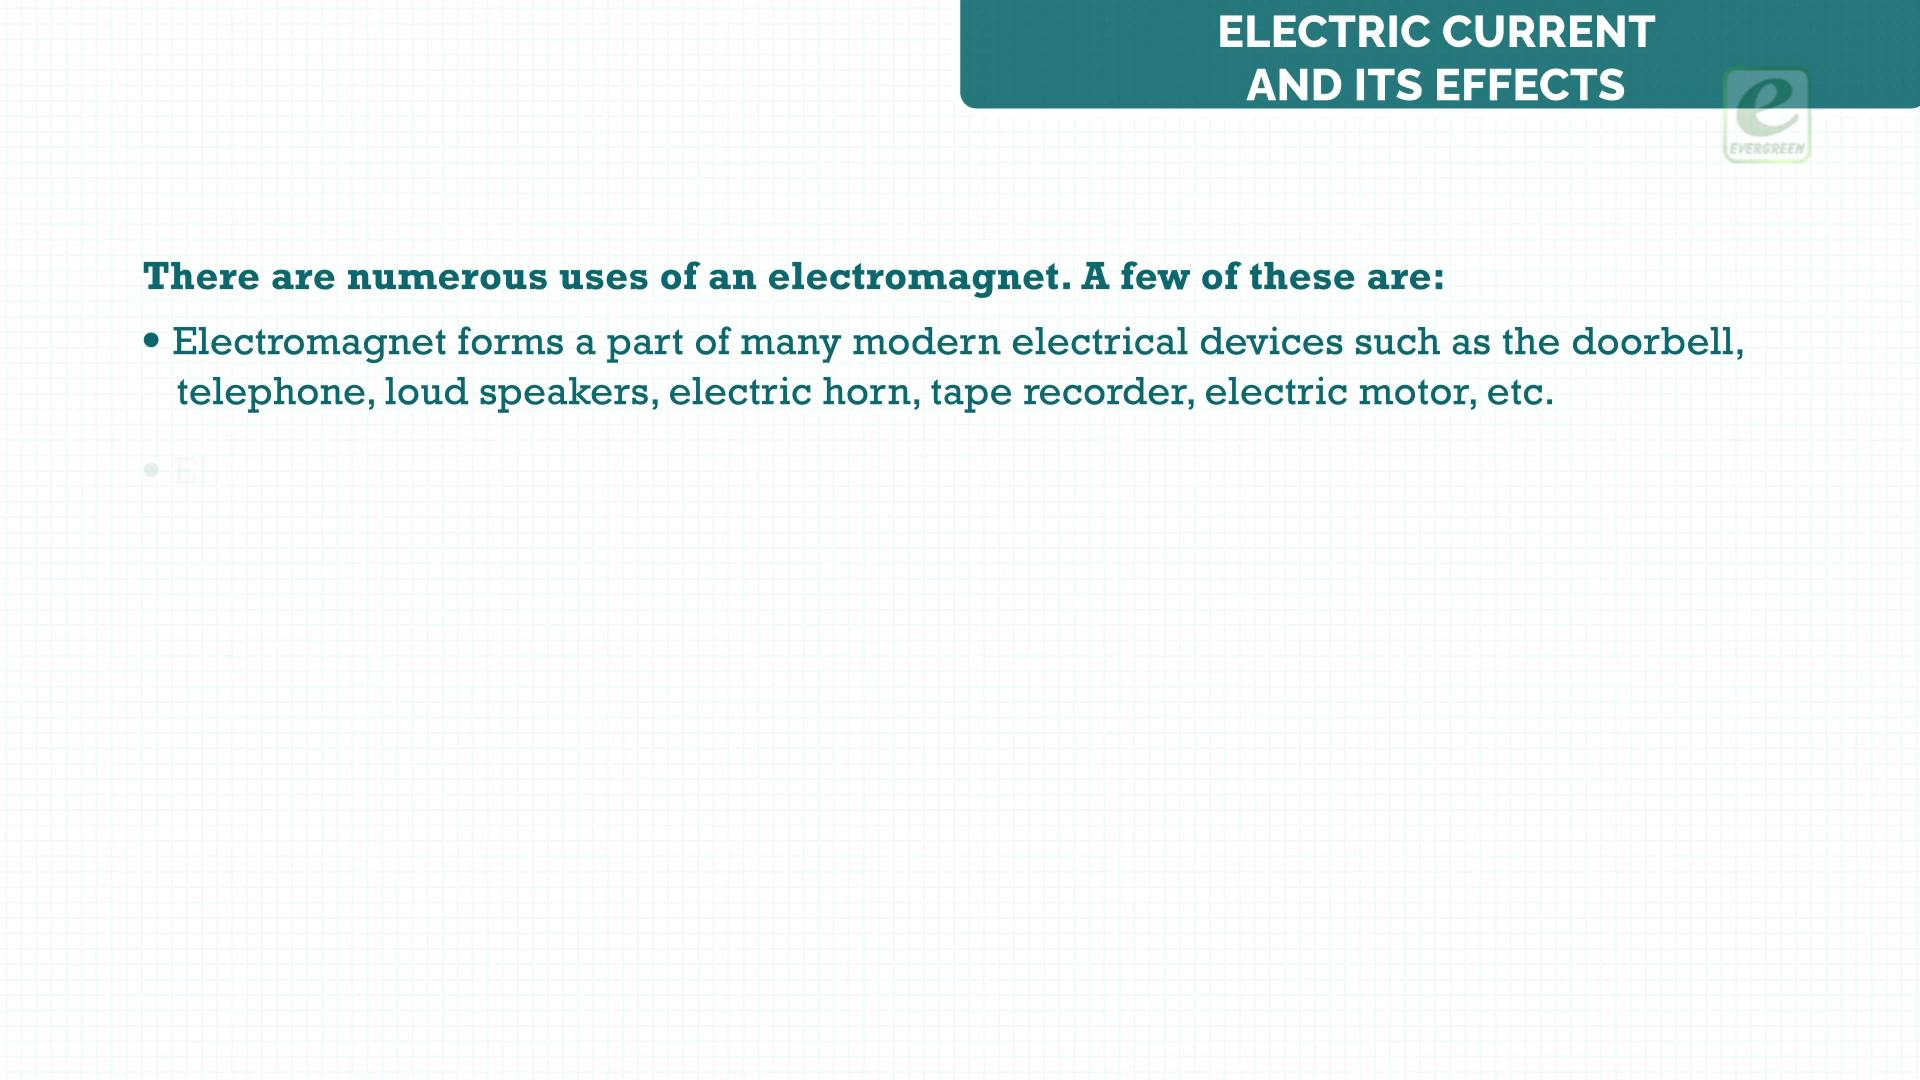 ELECTRIC CURRENT
AND ITS EFFECTS
e
EVERGREEN
There are numerous uses of an electromagnet. A few of these are:
• Electromagnet forms a part of many modern electrical devices such as the doorbell,
telephone, loud speakers, electric horn, tape recorder, electric motor, etc.
• El